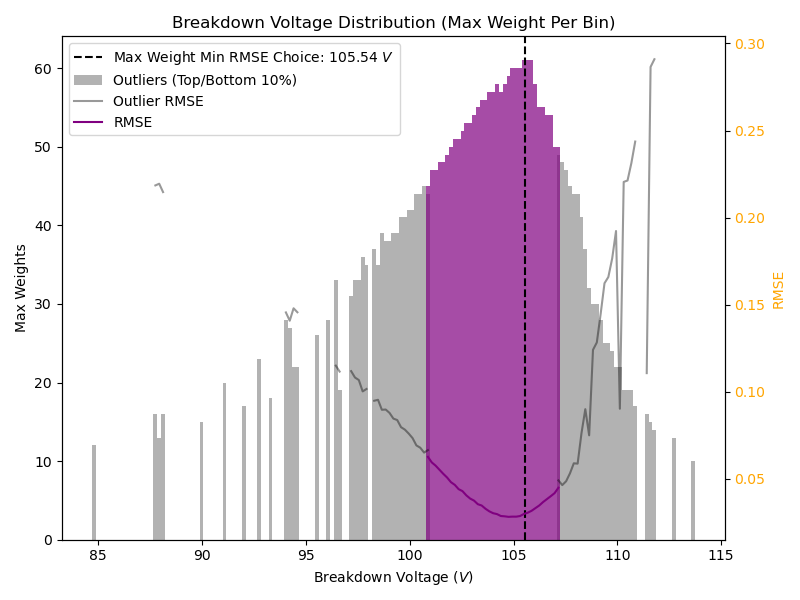 Breakdown Voltage Distribution (Max Weight Per Bin)
Max Weight Min RMSE Choice: 105.54 V
Outliers (Top/Bottom 10%)
Outlier RMSE
RMSE
Max Weights
0
10
20
30
40
50
60
85
90
95
100
105
110
115
Breakdown Voltage (V)
0.05
0.10
0.15
0.20
0.25
0.30
RMSE